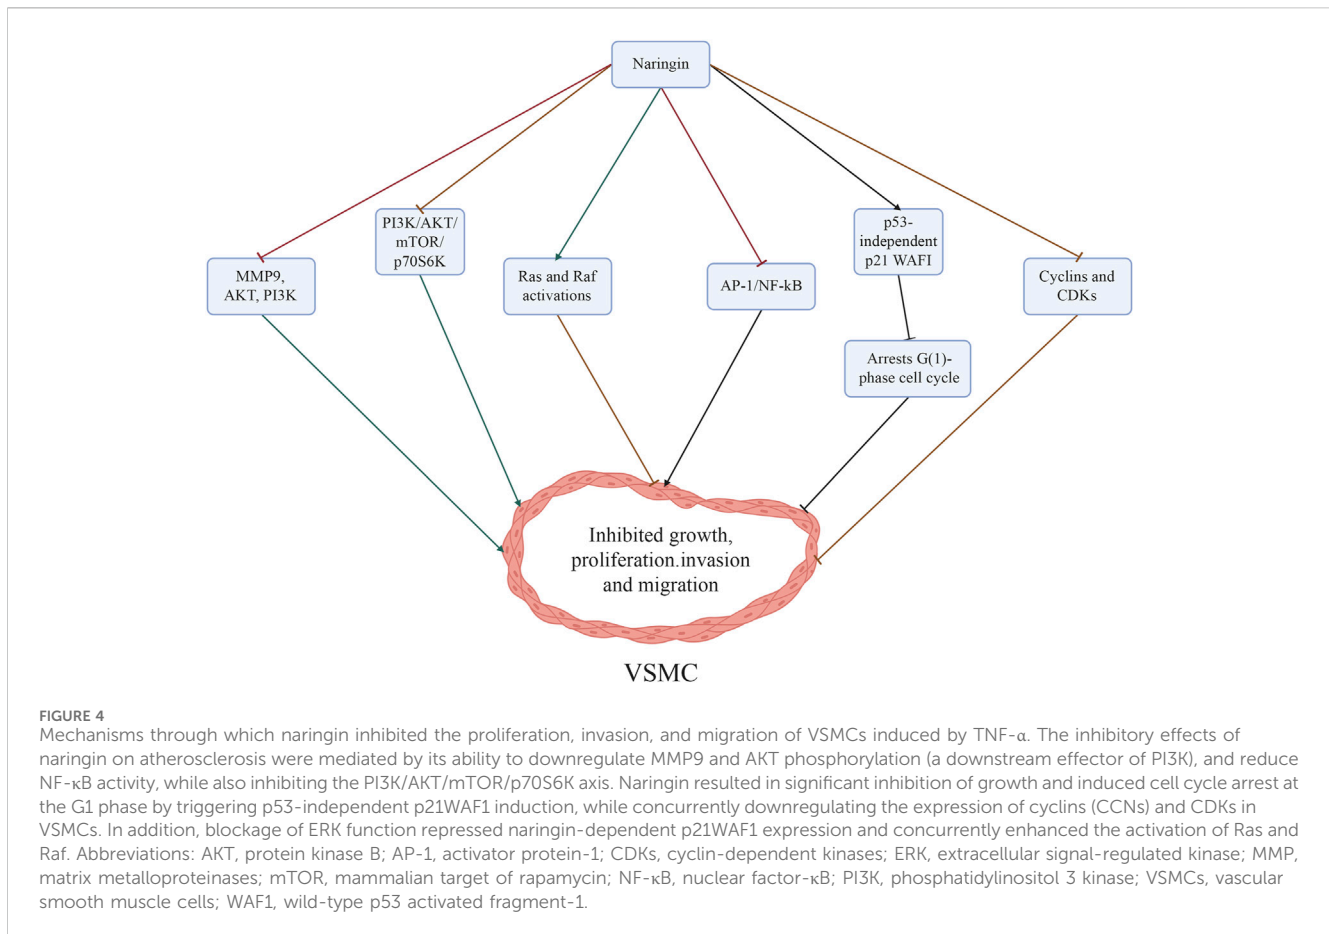 Naringin
PI3K/AKT/
mTOR/
p70S6K
p53-
independent
p21 WAFI
MMP9,
AKT, PI3K
Ras and Raf
activations
AP-1/NF-kB
Cyclins and
CDKs
Arrests G(1)-
phase cell cycle
Inhibited growth,
proliferation.invasion
and migration
VSMC
FIGURE 4
Mechanisms through which naringin inhibited the proliferation, invasion, and migration of VSMCs induced by TNF-α. The inhibitory effects of
naringin on atherosclerosis were mediated by its ability to downregulate MMP9 and AKT phosphorylation (a downstream effector of PI3K), and reduce
NF-κB activity, while also inhibiting the PI3K/AKT/mTOR/p70S6K axis. Naringin resulted in significant inhibition of growth and induced cell cycle arrest at
the G1 phase by triggering p53-independent p21WAF1 induction, while concurrently downregulating the expression of cyclins (CCNs) and CDKs in
VSMCs. In addition, blockage of ERK function repressed naringin-dependent p21WAF1 expression and concurrently enhanced the activation of Ras and
Raf. Abbreviations: AKT, protein kinase B; AP-1, activator protein-1; CDKs, cyclin-dependent kinases; ERK, extracellular signal-regulated kinase; MMP,
matrix metalloproteinases; mTOR, mammalian target of rapamycin; NF-κB, nuclear factor-κB; PI3K, phosphatidylinositol 3 kinase; VSMCs, vascular
smooth muscle cells; WAF1, wild-type p53 activated fragment-1.